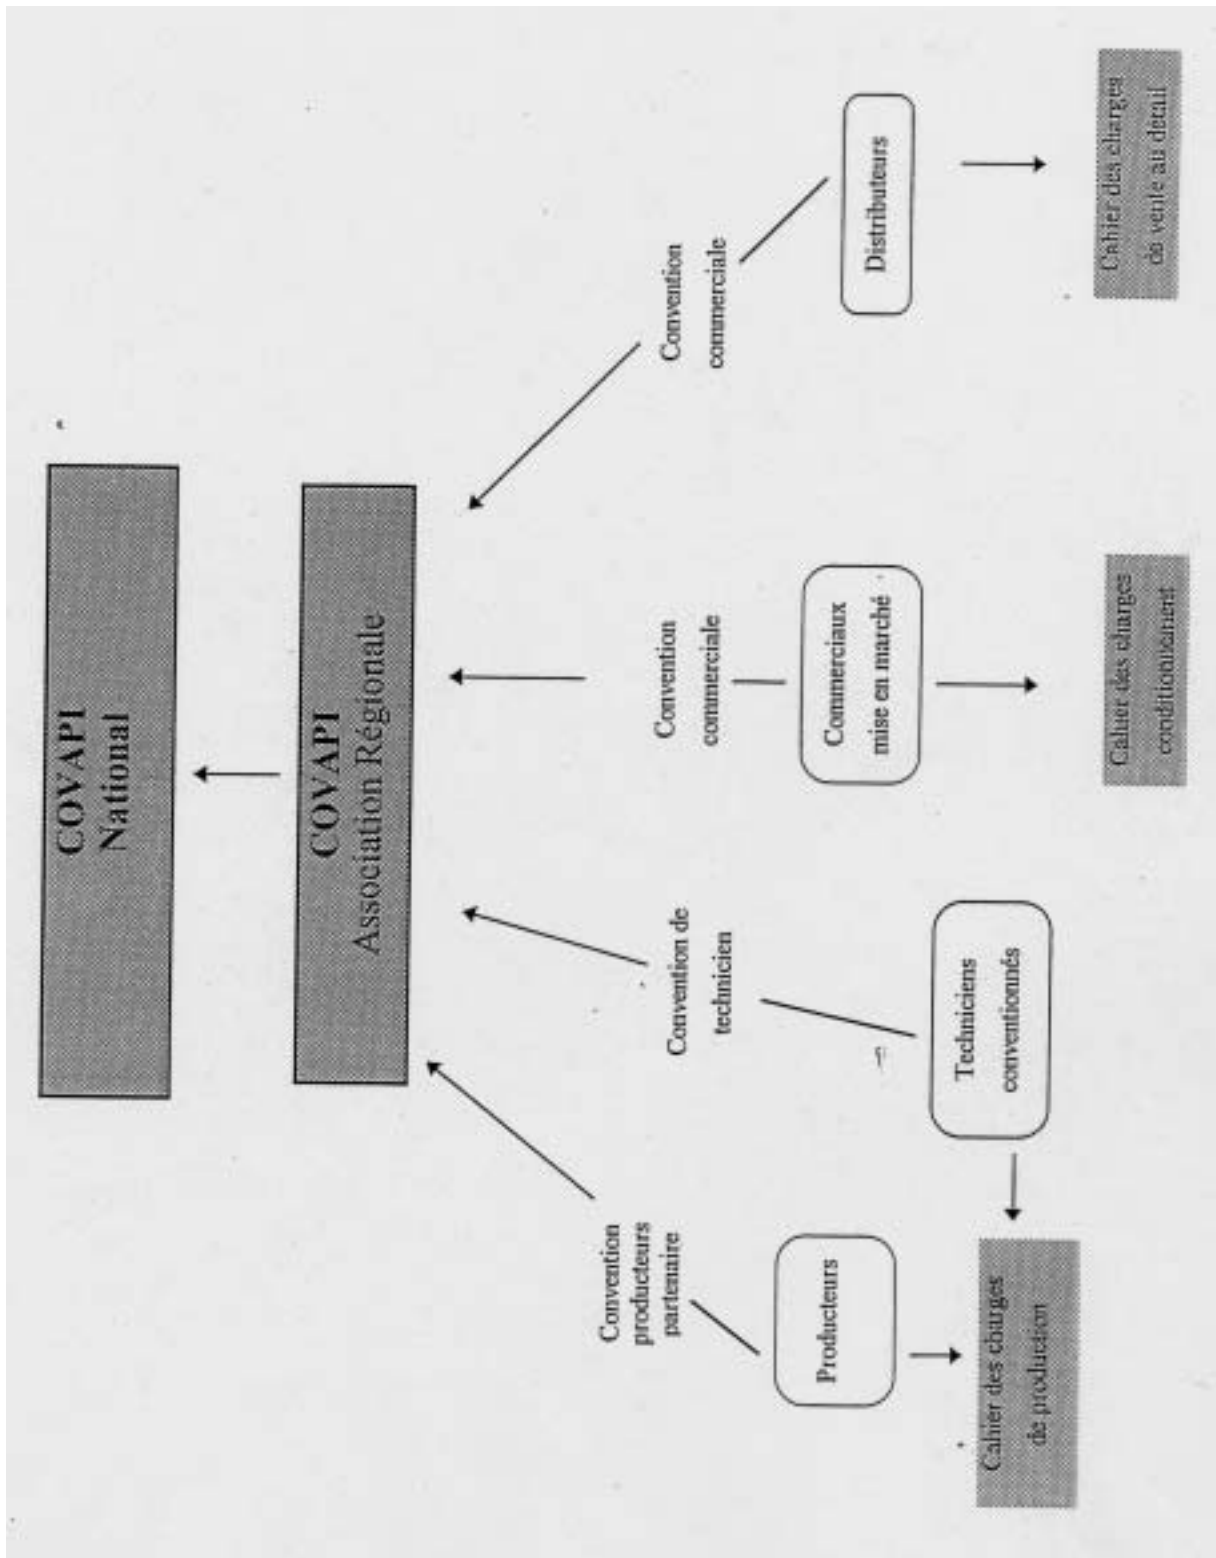 COVAPI
National
COVAPI
Association Régionale
Convention
producteurs
partenaire
Convention de
technicien
Convention
commerciale
Convention
commerciale
Producteurs
Techniciens
conventionnés
Commerciaux
mise en marché
Distributeurs
Cahier des charges
de production
Cahier des charges
conditionnement
Cahier des charges
de vente au détail